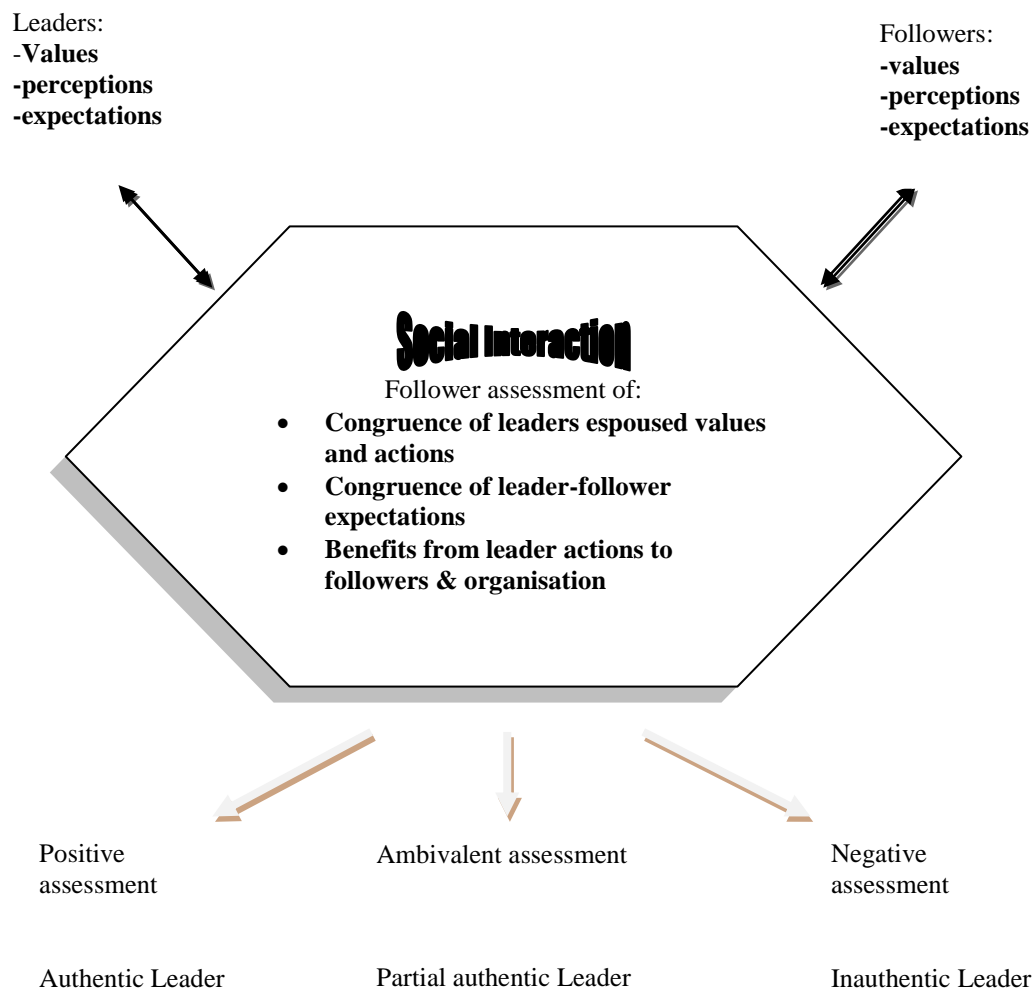 Leaders:
-Values
-perceptions
-expectations
Followers:
-values
-perceptions
-expectations
Social Interaction
Follower assessment of:
• Congruence of leaders espoused values
and actions
• Congruence of leader-follower
expectations
• Benefits from leader actions to
followers & organisation
Positive
assessment
Ambivalent assessment
Negative
assessment
Authentic Leader
Partial authentic Leader
Inauthentic Leader